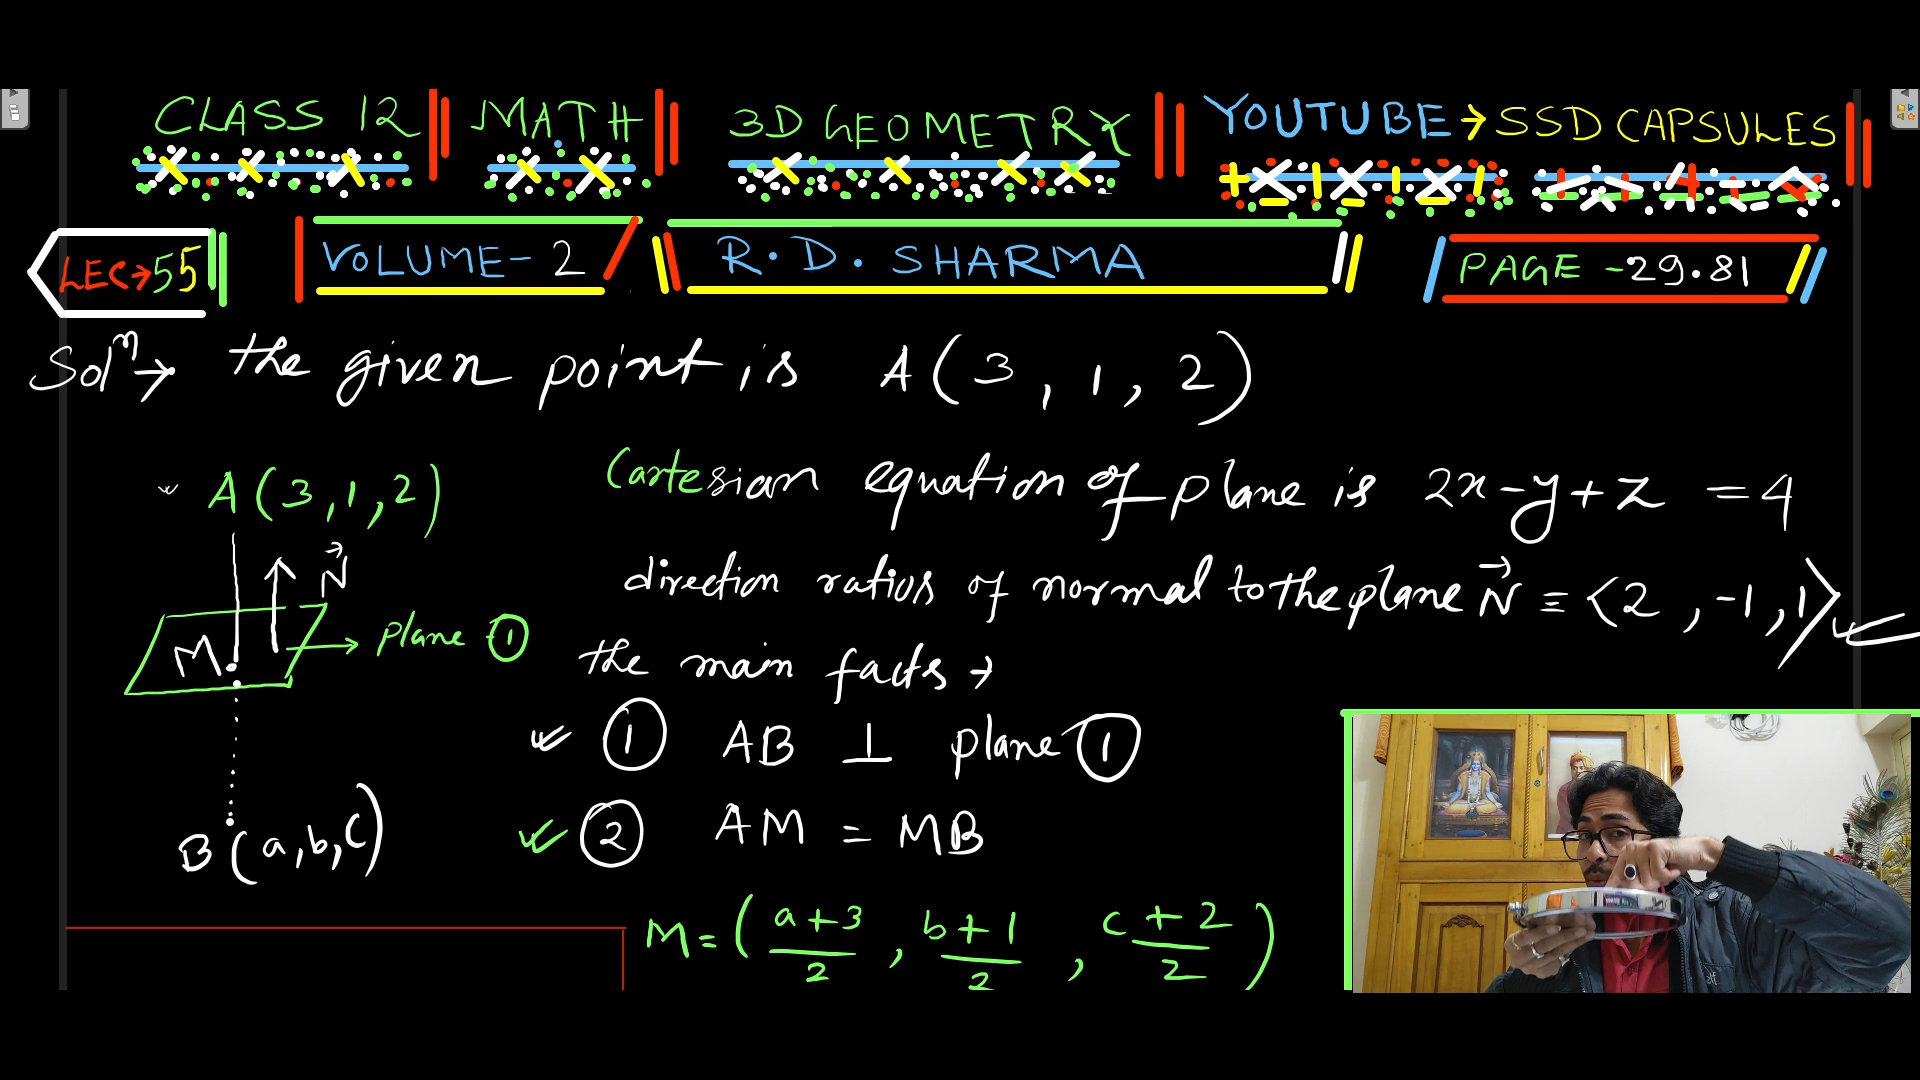 CLASS 12 || MATH || 3D GEOMETRY || YOUTUBE → SSD CAPSULES ||
LEC→55 || VOLUME-2 / R.D. SHARMA PAGE -29.81
Solⁿ → the given point is A(3, 1, 2)
A(3,1,2)
Cartesian equation of plane is 2x-y+z = 4
N⃗
direction ratios of normal to the plane N⃗ ≡ <2, -1, 1>
M
plane ①
the main facts →
① AB ⊥ plane ①
② AM = MB
B(a,b,c)
M = (a+3/2, b+1/2, c+2/2)